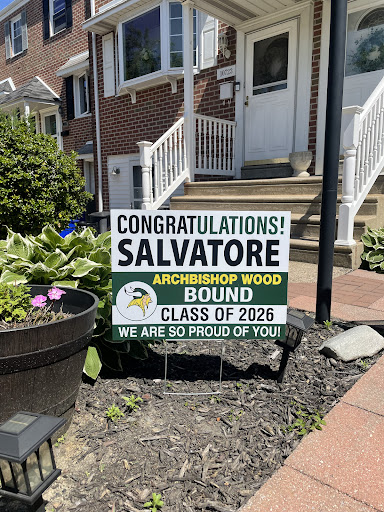 CONGRATULATIONS!
SALVATORE
ARCHBISHOP WOOD
BOUND
CLASS OF 2026
WE ARE SO PROUD OF YOU!